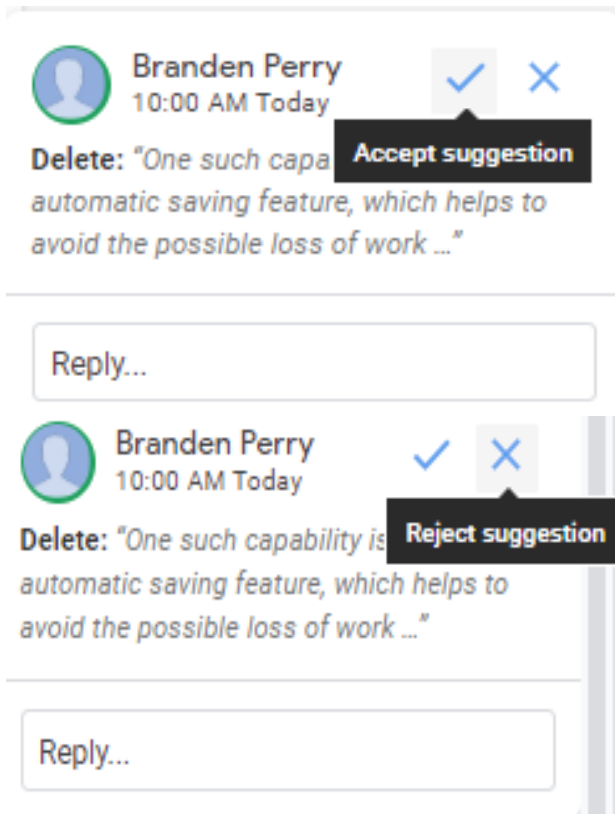 Branden Perry
10:00 AM Today
Accept suggestion
Delete: “One such capa
automatic saving feature, which helps to
avoid the possible loss of work ...”
Reply...
Branden Perry
10:00 AM Today
Reject suggestion
Delete: “One such capability is
automatic saving feature, which helps to
avoid the possible loss of work ...”
Reply...